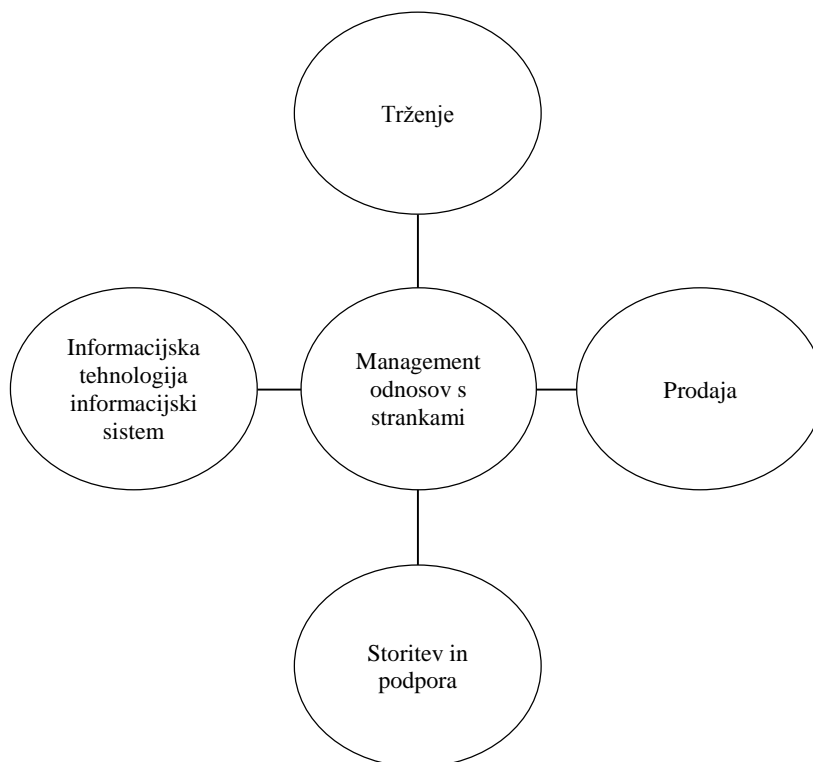 Trženje
Informacijska
tehnologija
informacijski
sistem
Management
odnosov s
strankami
Prodaja
Storitev in
podpora